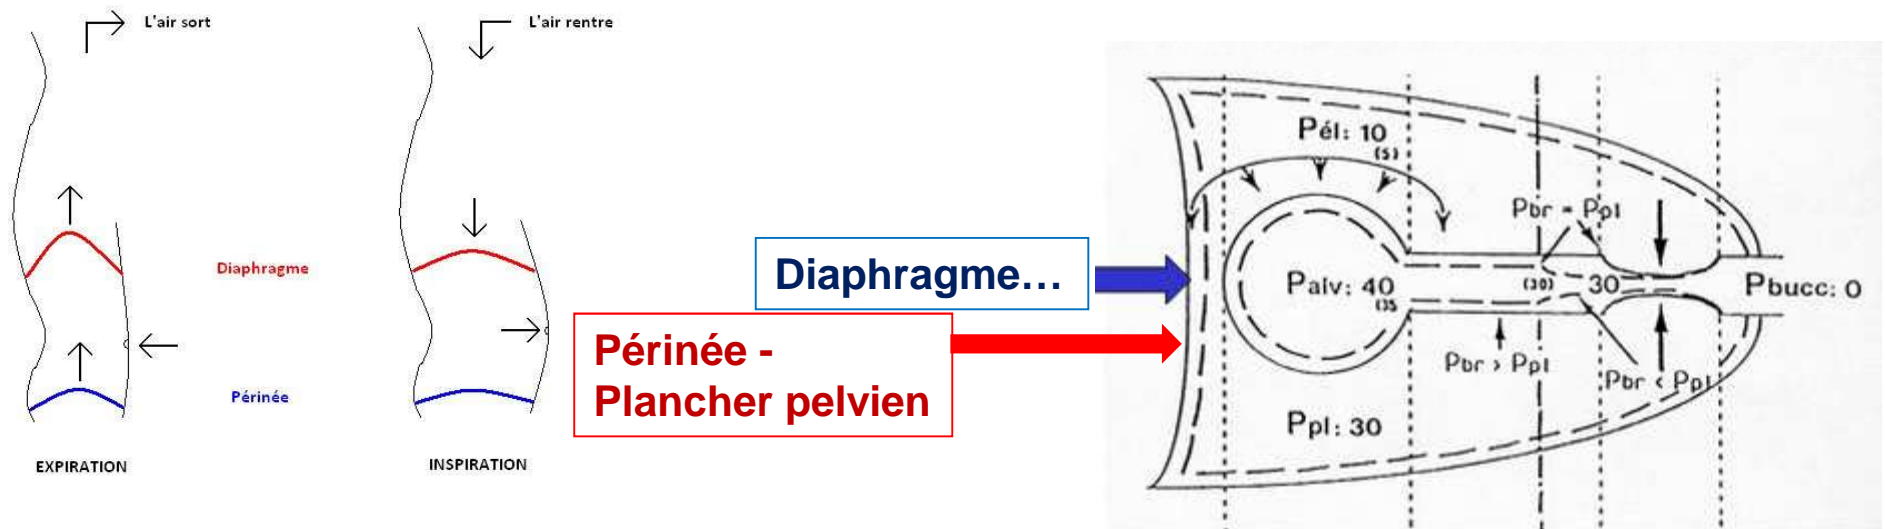 L'air sort
L'air rentre
Diaphragme
Périnée
EXPIRATION
INSPIRATION
Diaphragme…
Périnée -
Plancher pelvien
Pél: 10
(5)
Pbr = Ppl
Palv: 40
(35
(30)
30
Pbucc: 0
Pbr > Ppl
Pbr < Ppl
Ppl: 30